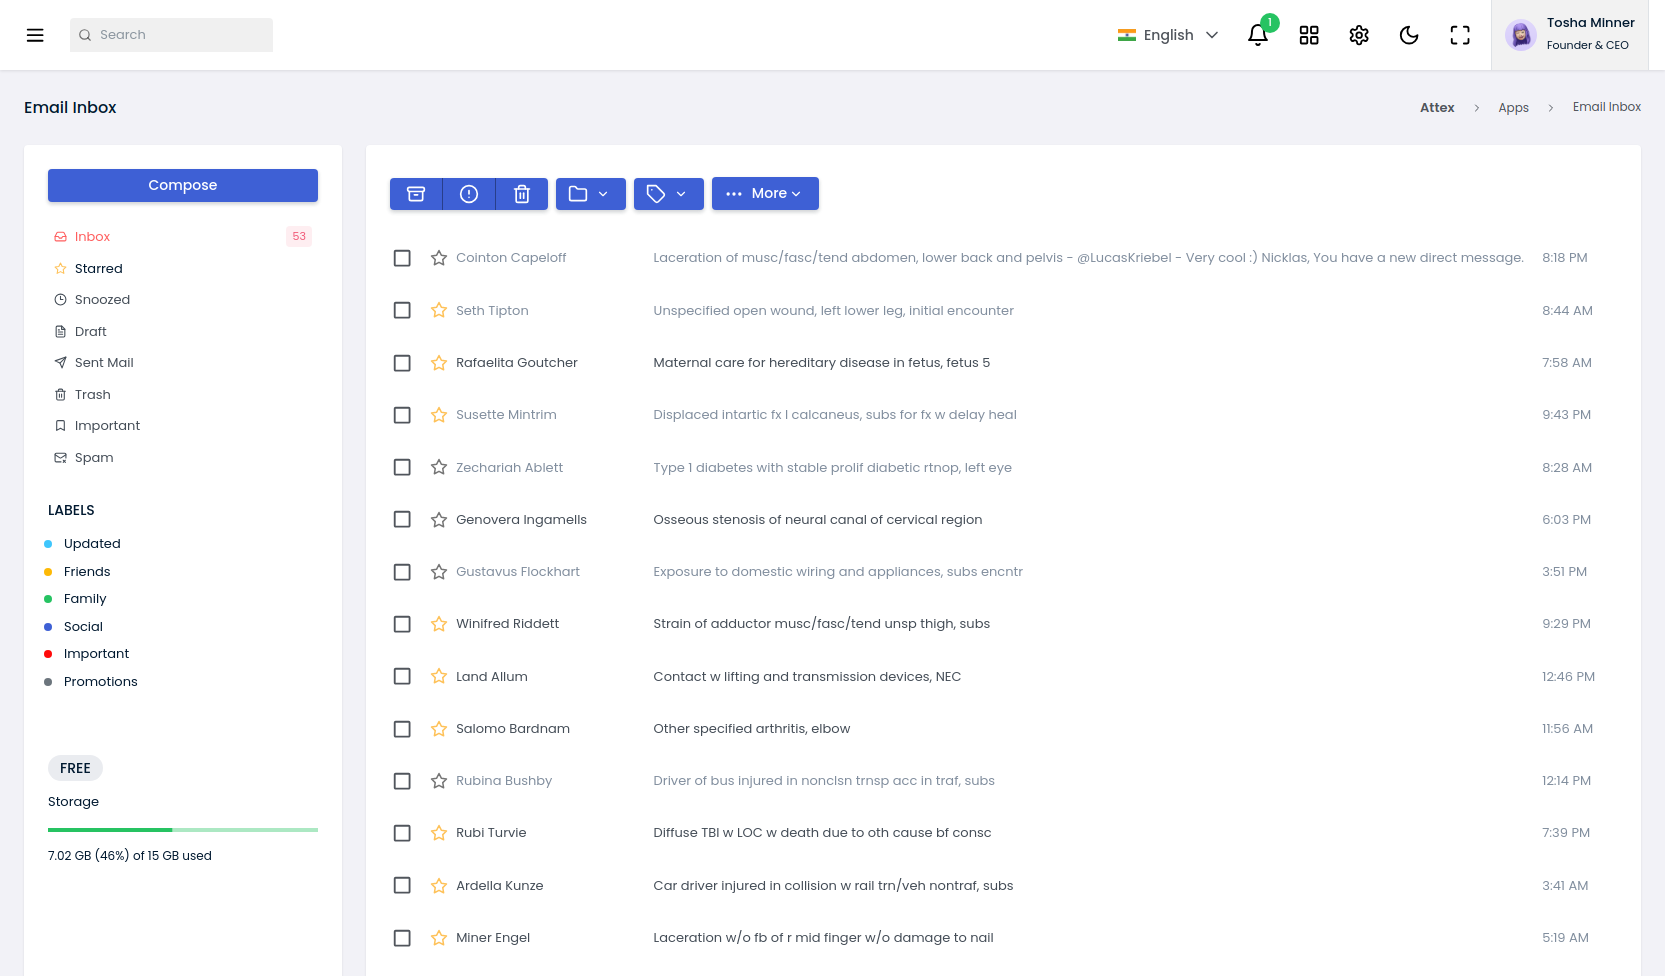 Search
English
1
Tosha Minner
Founder & CEO
Email Inbox
Attex
Apps
Email Inbox
Compose
Inbox
53
Starred
Snoozed
Draft
Sent Mail
Trash
Important
Spam
LABELS
Updated
Friends
Family
Social
Important
Promotions
FREE
Storage
7.02 GB (46%) of 15 GB used
More
Cointon Capeloff Laceration of musc/fasc/tend abdomen, lower back and pelvis - @LucasKriebel - Very cool :) Nicklas, You have a new direct message. 8:18 PM
Seth Tipton Unspecified open wound, left lower leg, initial encounter 8:44 AM
Rafaelita Goutcher Maternal care for hereditary disease in fetus, fetus 5 7:58 AM
Susette Mintrim Displaced intartic fx l calcaneus, subs for fx w delay heal 9:43 PM
Zechariah Ablett Type 1 diabetes with stable prolif diabetic rtnop, left eye 8:28 AM
Genovera Ingamells Osseous stenosis of neural canal of cervical region 6:03 PM
Gustavus Flockhart Exposure to domestic wiring and appliances, subs encntr 3:51 PM
Winifred Riddett Strain of adductor musc/fasc/tend unsp thigh, subs 9:29 PM
Land Allum Contact w lifting and transmission devices, NEC 12:46 PM
Salomo Bardnam Other specified arthritis, elbow 11:56 AM
Rubina Bushby Driver of bus injured in nonclsn trnsp acc in traf, subs 12:14 PM
Rubi Turvie Diffuse TBI w LOC w death due to oth cause bf consc 7:39 PM
Ardella Kunze Car driver injured in collision w rail trn/veh nontraf, subs 3:41 AM
Miner Engel Laceration w/o fb of r mid finger w/o damage to nail 5:19 AM